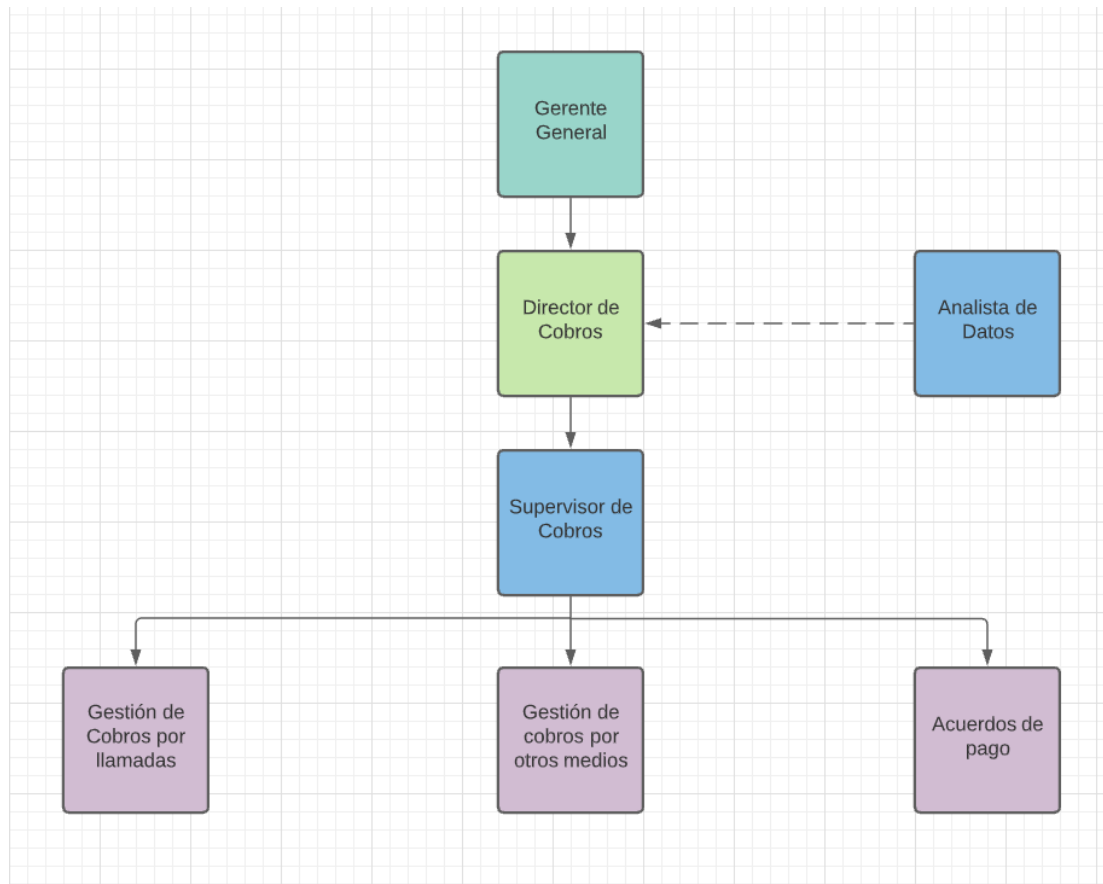 Gerente
General
Director de
Cobros
Analista de
Datos
Supervisor de
Cobros
Gestión de
Cobros por
llamadas
Gestión de
cobros por
otros medios
Acuerdos de
pago